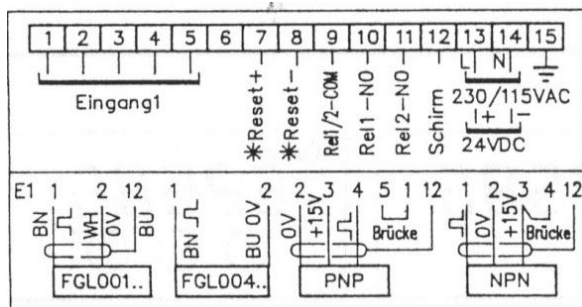 1 2 3 4 5 6 7 8 9 10 11 12 13 14 15
Eingang1
*Reset+
*Reset-
Rel1/2-COM
Rel1-NO
Rel2-NO
Schirm
L N
230/115VAC
+ -
24VDC
E1 1 2 12 1 2 2 3 4 5 1 12 1 2 3 4 12
BN WH 0V BU BN BU 0V 0V +15V Brücke 0V +15V Brücke
FGL001.. FGL004.. PNP NPN